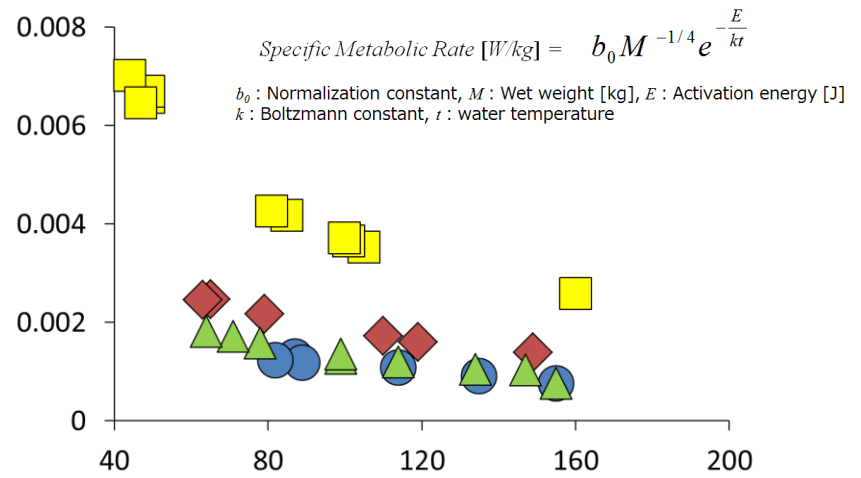 0.008
Specific Metabolic Rate [W/kg] = b₀M⁻¹/⁴e^(-E/kt)
b₀ : Normalization constant, M : Wet weight [kg], E : Activation energy [J]
k : Boltzmann constant, t : water temperature
0.006
0.004
0.002
0
40 80 120 160 200